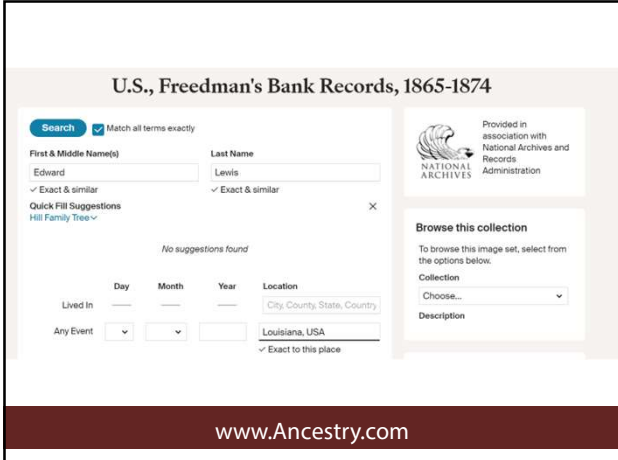 U.S., Freedman's Bank Records, 1865-1874
Search
Match all terms exactly
First & Middle Name(s)
Last Name
Edward
Lewis
Exact & similar
Exact & similar
Quick Fill Suggestions
Hill Family Tree
No suggestions found
Day Month Year Location
Lived In
City, County, State, Country
Any Event
Louisiana, USA
Exact to this place
NATIONAL
ARCHIVES
Provided in
association with
National Archives and
Records
Administration
Browse this collection
To browse this image set, select from
the options below.
Collection
Choose...
Description
www.Ancestry.com